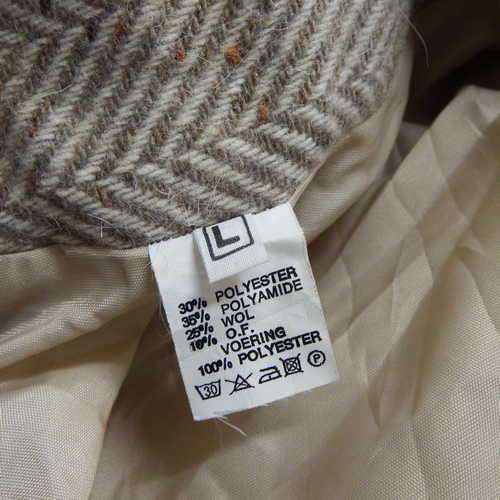 L
30% POLYESTER
35% POLYAMIDE
25% WOL
10% O.F.
VOERING
100% POLYESTER
30 P